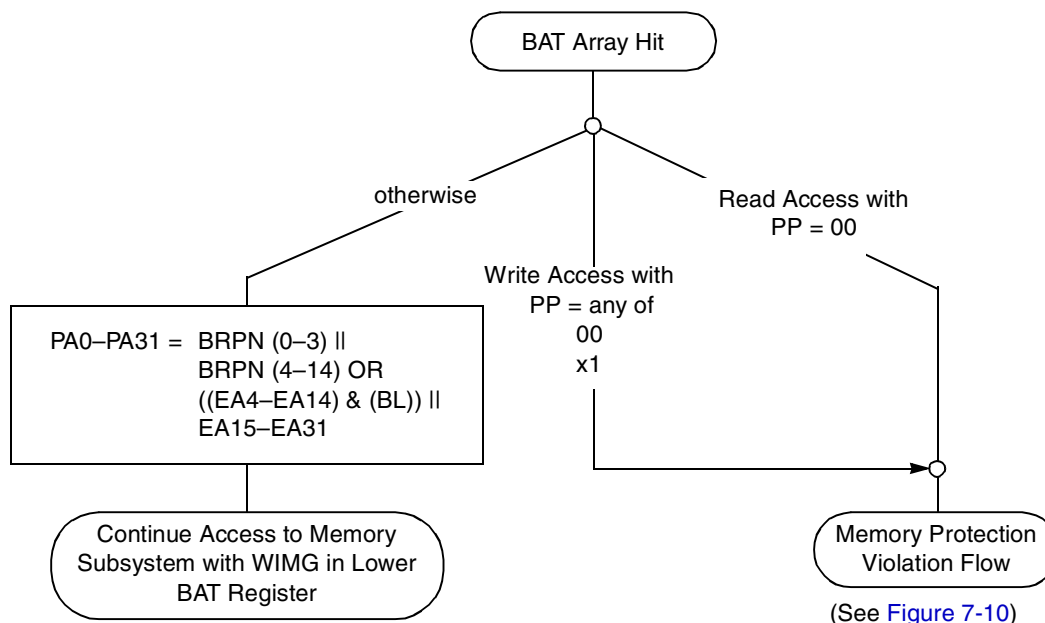 BAT Array Hit
otherwise
Read Access with
PP = 00
Write Access with
PP = any of
00
x1
PA0–PA31 = BRPN (0–3) ||
BRPN (4–14) OR
((EA4–EA14) & (BL)) ||
EA15–EA31
Continue Access to Memory
Subsystem with WIMG in Lower
BAT Register
Memory Protection
Violation Flow
(See Figure 7-10)